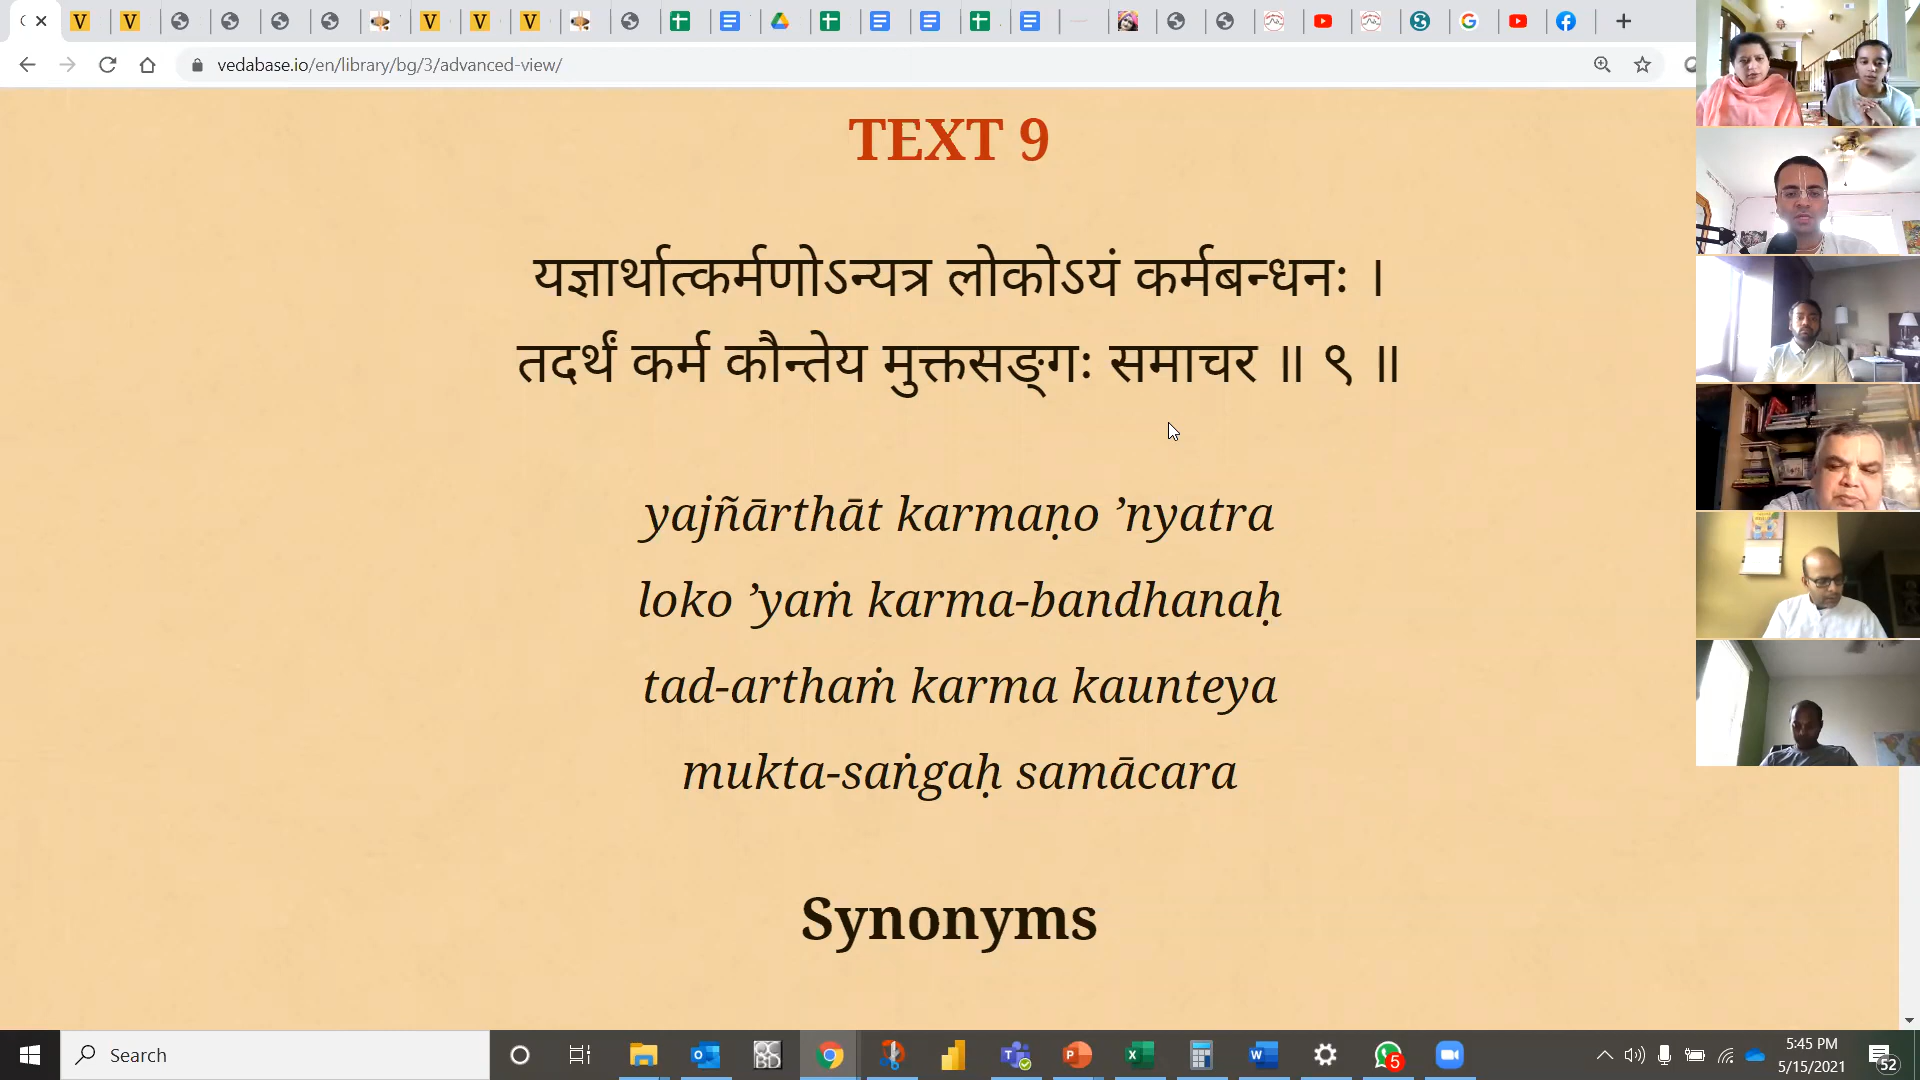 vedabase.io/en/library/bg/3/advanced-view/
TEXT 9
यज्ञार्थात्कर्मणोऽन्यत्र लोकोऽयं कर्मबन्धनः ।
तदर्थं कर्म कौन्तेय मुक्तसङ्गः समाचर ॥ ९ ॥
yajñārthāt karmaṇo ’nyatra
loko ’yaṁ karma-bandhanaḥ
tad-arthaṁ karma kaunteya
mukta-saṅgaḥ samācara
Synonyms
Search
5
5:45 PM
5/15/2021
52